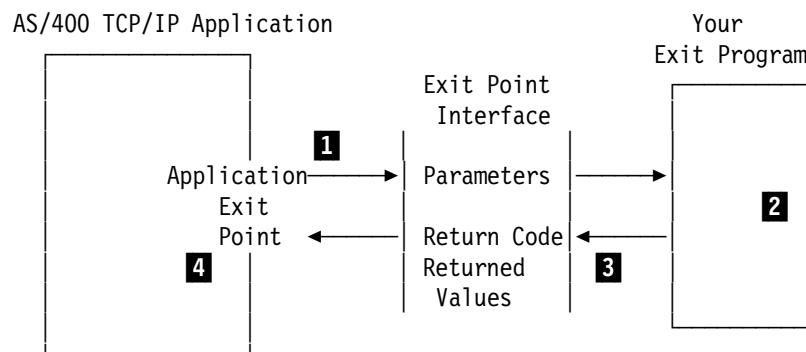 AS/400 TCP/IP Application
Your
Exit Program
Exit Point
Interface
1
Application
Exit
Point
Parameters
2
Return Code
Returned
Values
3
4